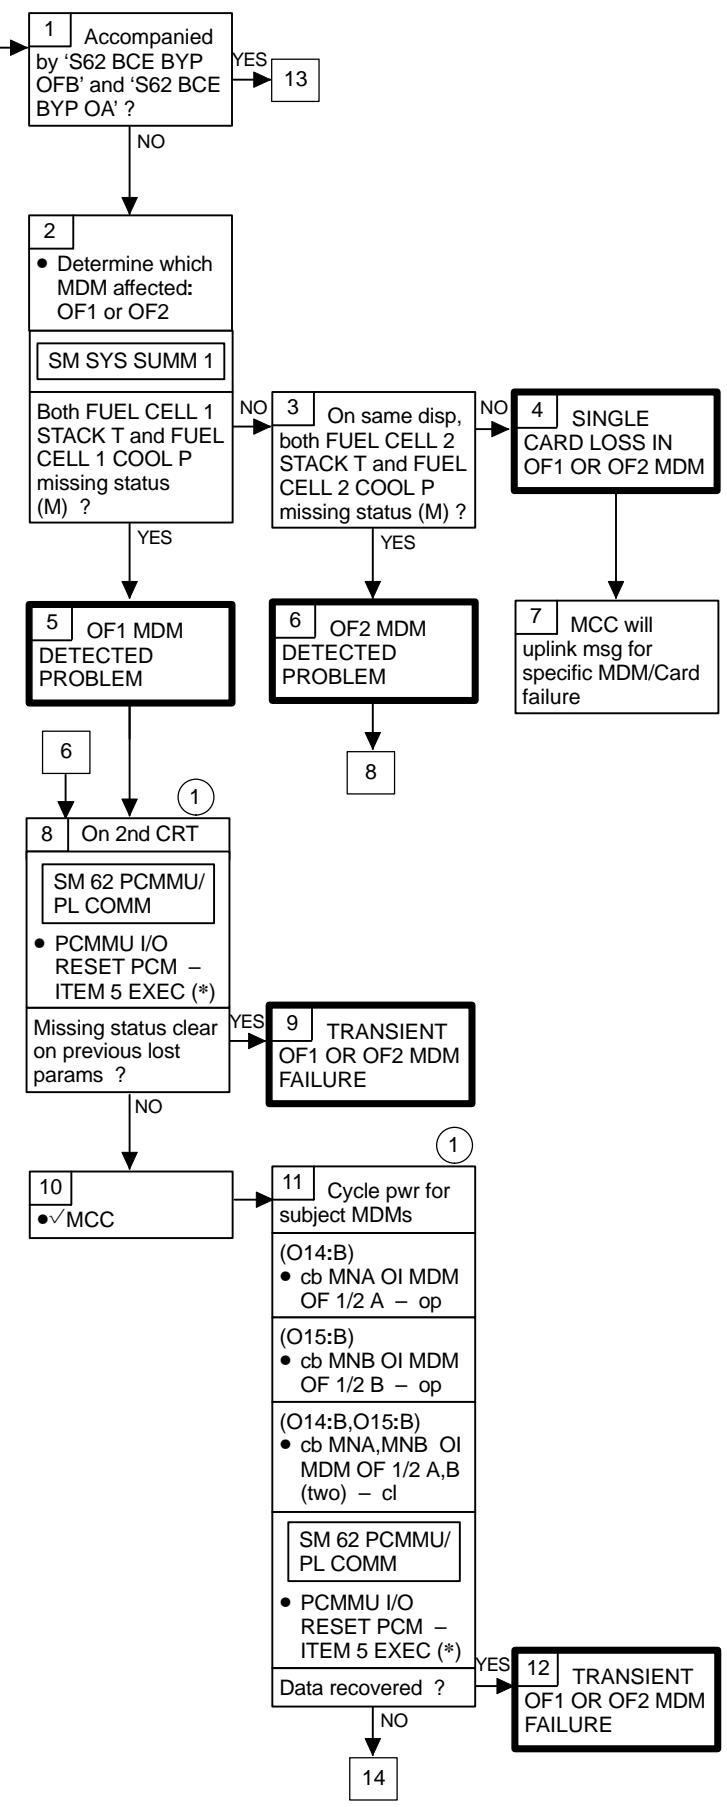 1 Accompanied
by ‘S62 BCE BYP
OFB’ and ‘S62 BCE
BYP OA’ ?
YES
13
NO
2
● Determine which
MDM affected:
OF1 or OF2
SM SYS SUMM 1
Both FUEL CELL 1
STACK T and FUEL
CELL 1 COOL P
missing status
(M) ?
NO
YES
3 On same disp,
both FUEL CELL 2
STACK T and FUEL
CELL 2 COOL P
missing status (M) ?
NO
YES
4 SINGLE
CARD LOSS IN
OF1 OR OF2 MDM
5 OF1 MDM
DETECTED
PROBLEM
6 OF2 MDM
DETECTED
PROBLEM
7 MCC will
uplink msg for
specific MDM/Card
failure
6
8
1
8 On 2nd CRT
SM 62 PCMMU/
PL COMM
● PCMMU I/O
RESET PCM –
ITEM 5 EXEC (*)
Missing status clear
on previous lost
params ?
YES
NO
9 TRANSIENT
OF1 OR OF2 MDM
FAILURE
10
●√MCC
1
11 Cycle pwr for
subject MDMs
(O14:B)
● cb MNA OI MDM
OF 1/2 A – op
(O15:B)
● cb MNB OI MDM
OF 1/2 B – op
(O14:B,O15:B)
● cb MNA,MNB OI
MDM OF 1/2 A,B
(two) – cl
SM 62 PCMMU/
PL COMM
● PCMMU I/O
RESET PCM –
ITEM 5 EXEC (*)
Data recovered ?
YES
NO
12 TRANSIENT
OF1 OR OF2 MDM
FAILURE
14